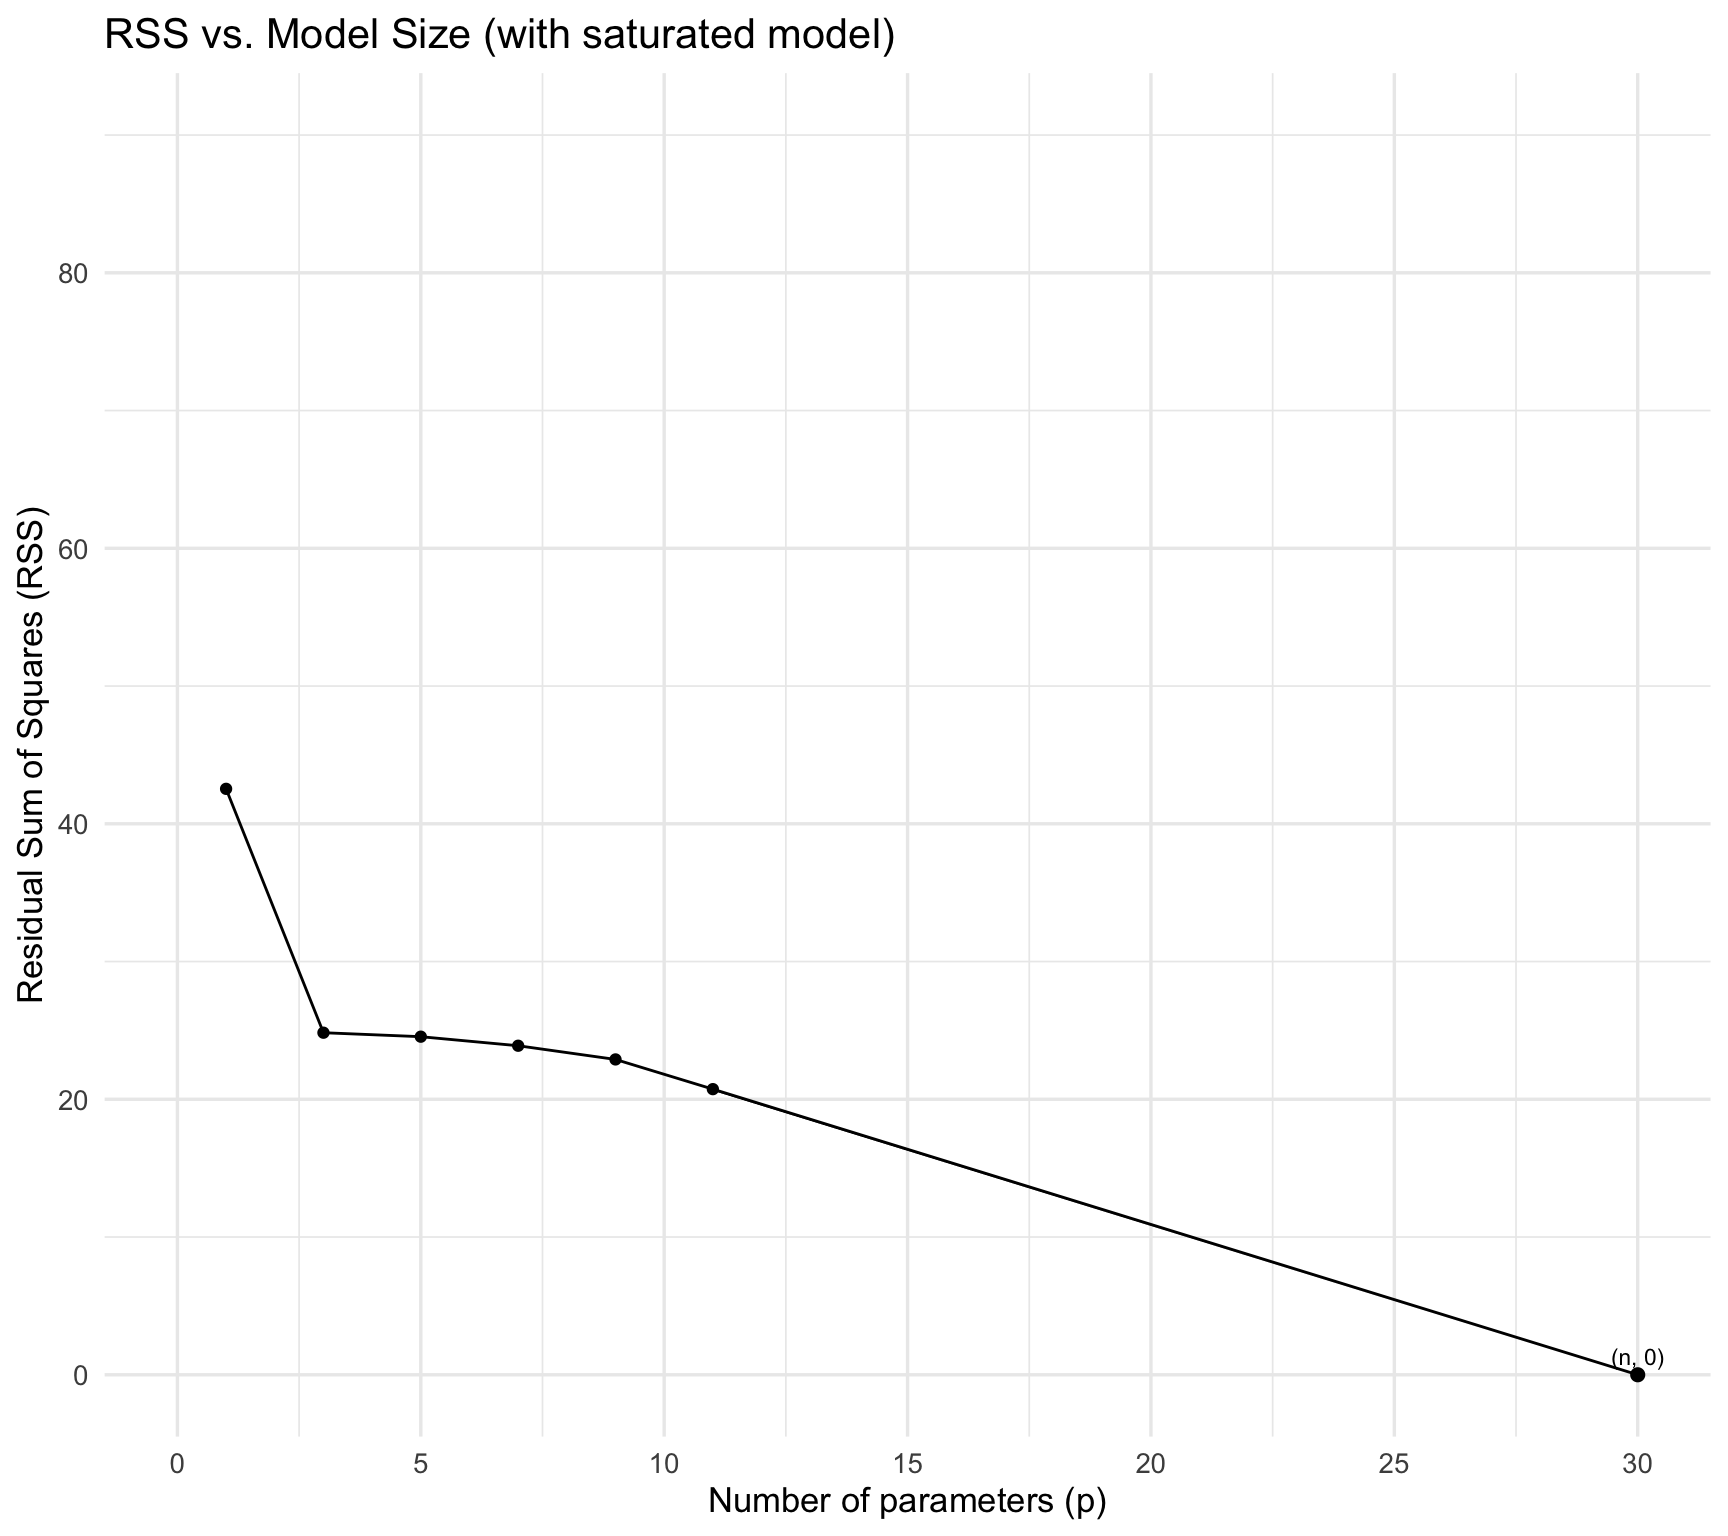 RSS vs. Model Size (with saturated model)
Residual Sum of Squares (RSS)
80
60
40
20
0
(n, 0)
0 5 10 15 20 25 30
Number of parameters (p)